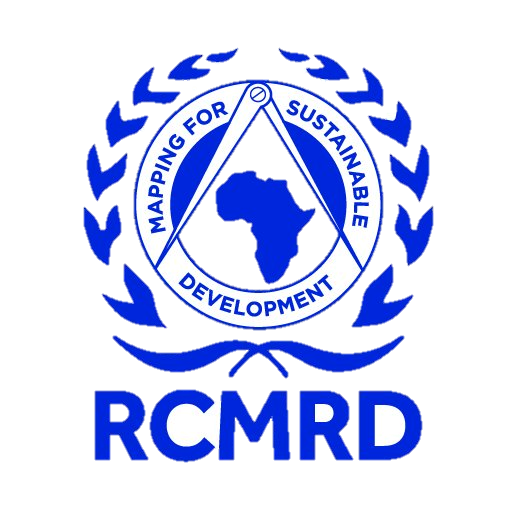 MAPPING FOR
SUSTAINABLE
DEVELOPMENT
RCMRD